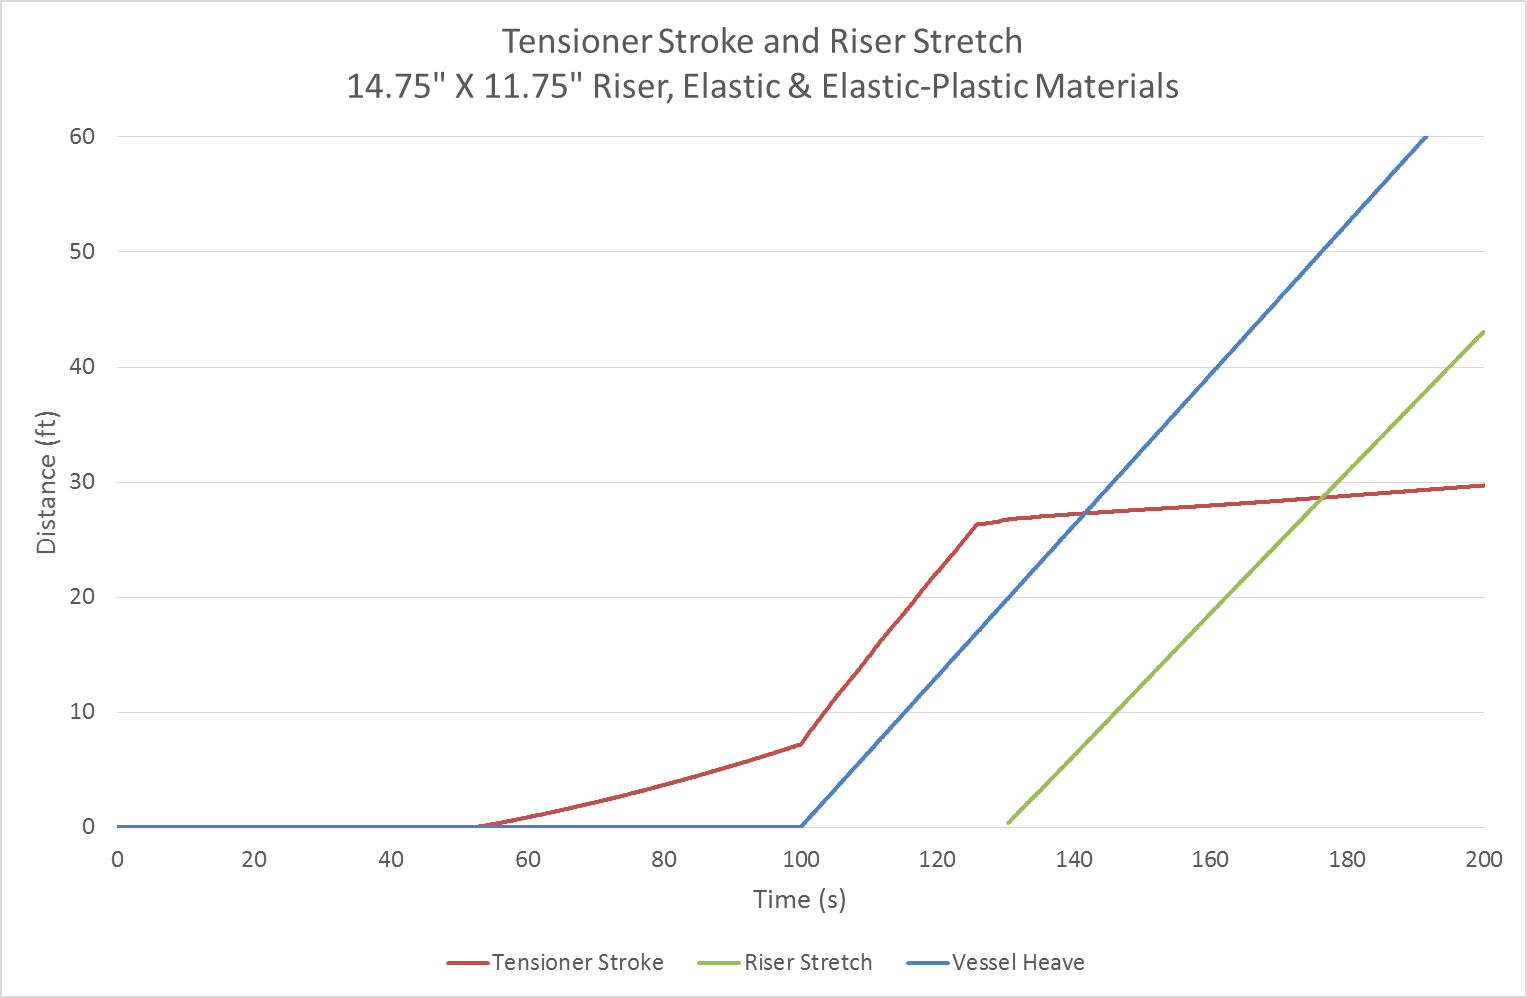 Tensioner Stroke and Riser Stretch
14.75" X 11.75" Riser, Elastic & Elastic-Plastic Materials
60
50
40
30
20
10
0
Distance (ft)
0 20 40 60 80 100 120 140 160 180 200
Time (s)
Tensioner Stroke Riser Stretch Vessel Heave